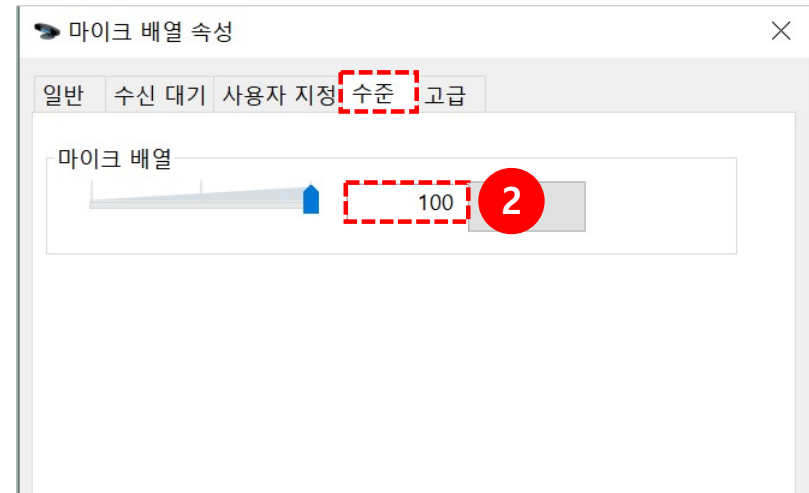 마이크 배열 속성
일반 수신 대기 사용자 지정 수준 고급
마이크 배열
100 2